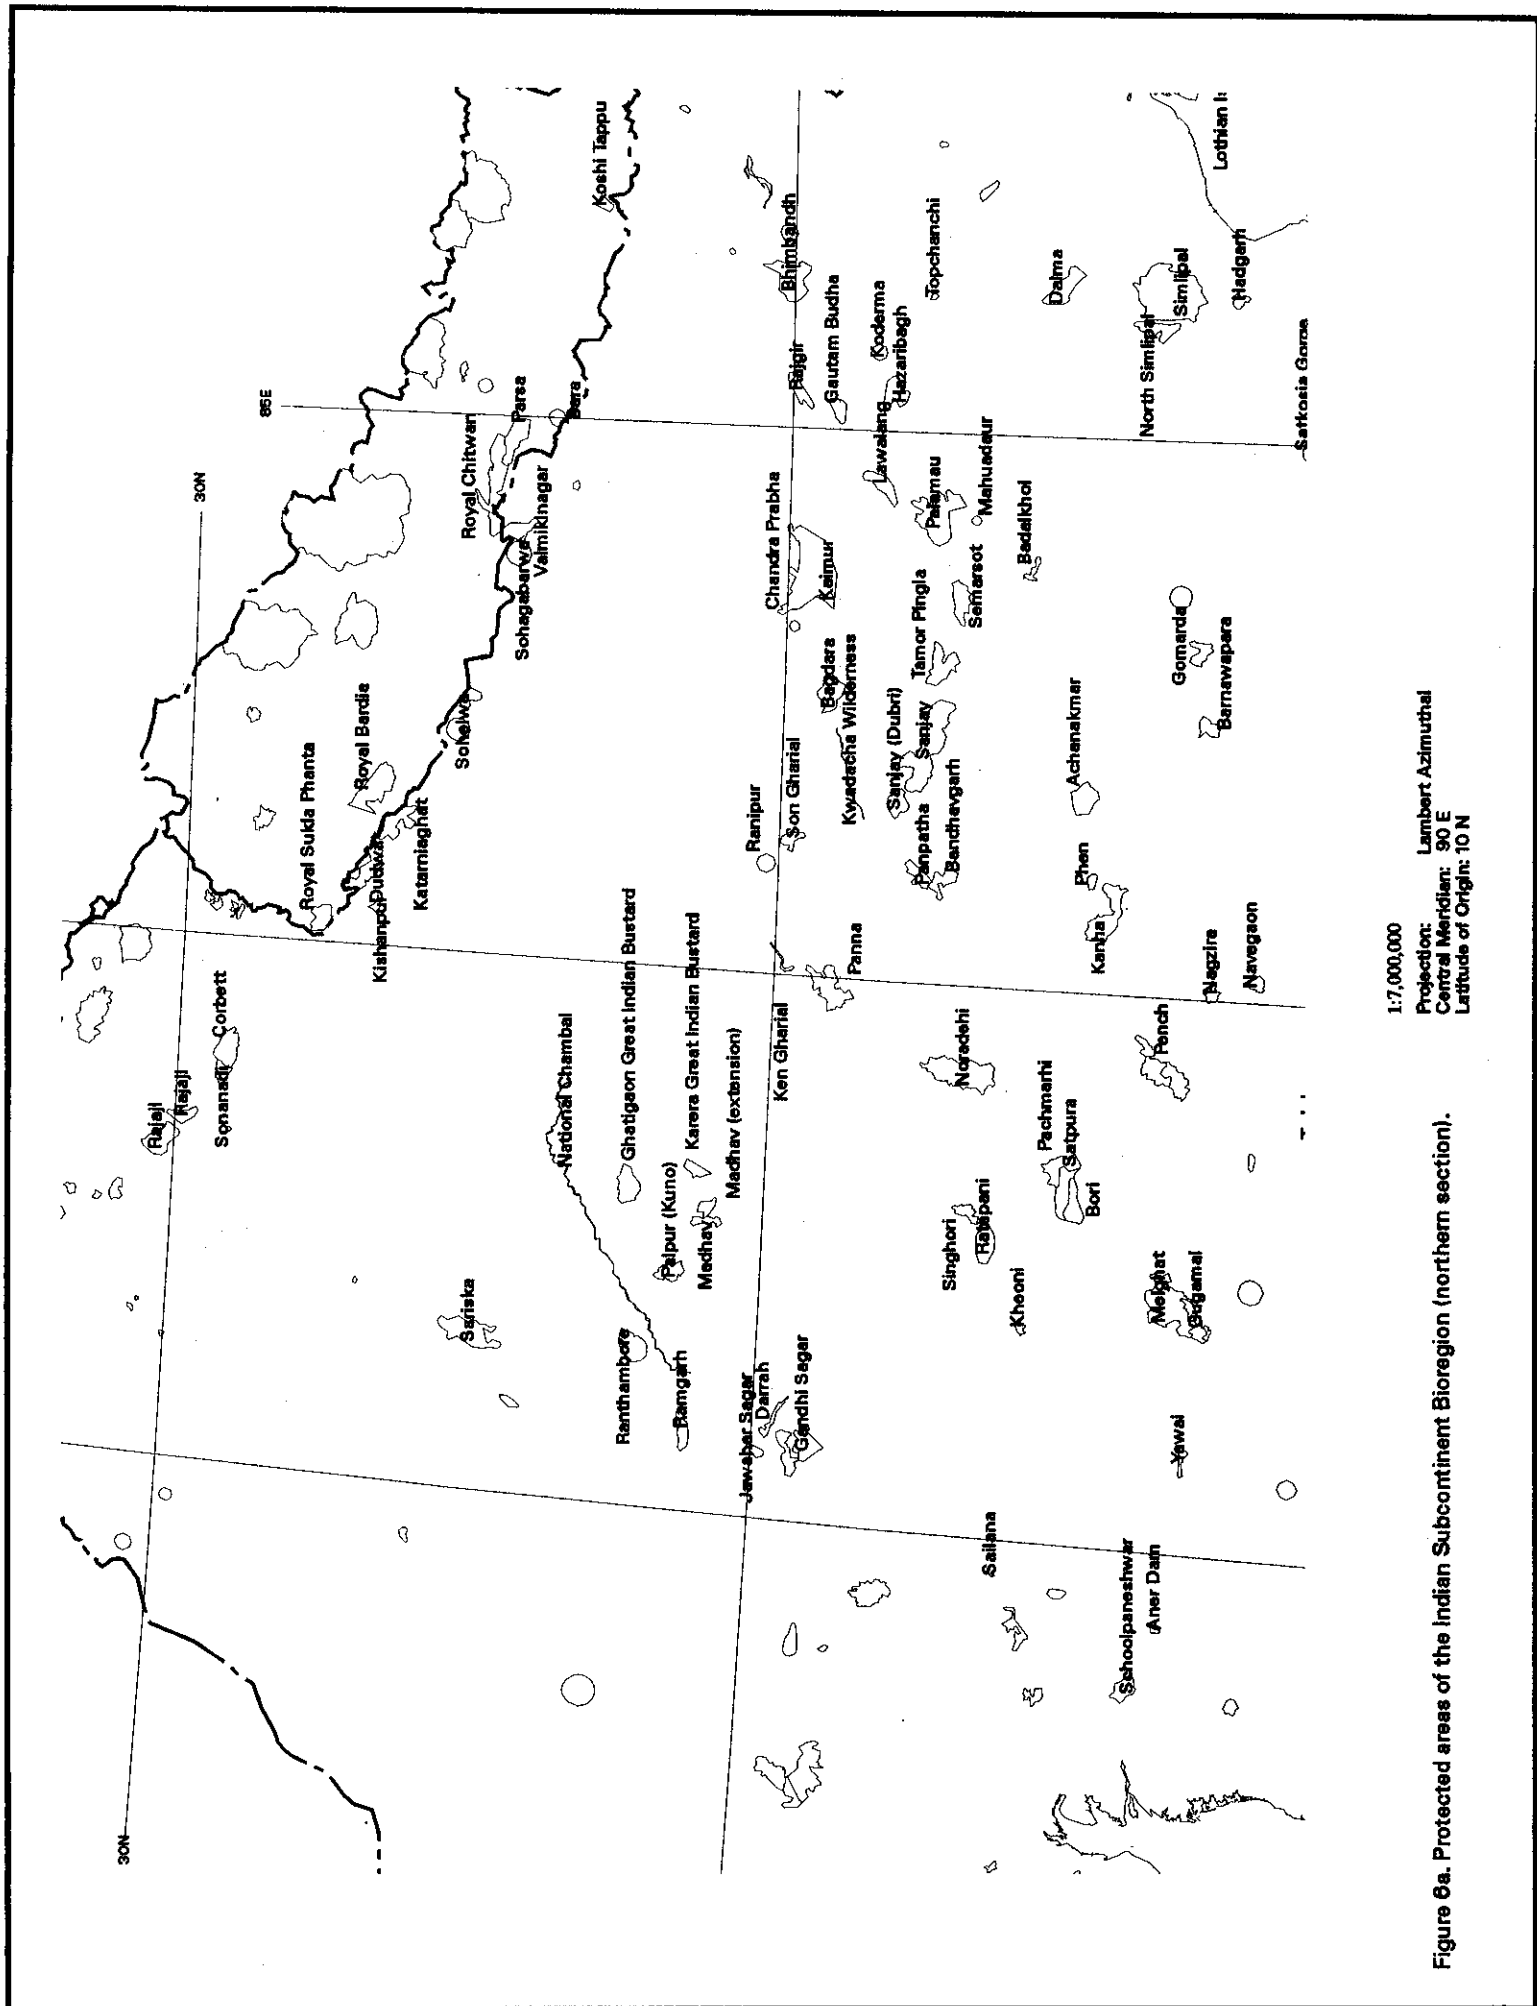 30N
30N
85E
Rajaji
Rajaji
Sonanadi
Corbett
Royal Sukla Phanta
Royal Bardia
Kishanpur
Dudwa
Katarniaghat
Sohelwa
Royal Chitwan
Parsa
Bara
Sohagabarwa
Valmikinagar
Koshi Tappu
Sariska
National Chambal
Ranthambore
Ghatigaon Great Indian Bustard
Ramgarh
Palpur (Kuno)
Karera Great Indian Bustard
Madhav
Madhav (extension)
Jawahar Sagar
Darrah
Gandhi Sagar
Ken Gharial
Ranipur
Son Gharial
Chandra Prabha
Rajgir
Bhimbandh
Panna
Kwadacha Wilderness
Bagdara
Kaimur
Gautam Budha
Lawalang
Koderma
Hazaribagh
Sanjay (Dubri)
Sanjay
Panpatha
Bandhavgarh
Tamor Pingla
Palamau
Topchanchi
Semarsot
Mahuadaur
Singhori
Ratapani
Noradehi
Badalkhol
Sailana
Kheoni
Pachmarhi
Satpura
Bori
Achanakmar
Phen
Kanha
Dalma
Schoolpaneshwar
Aner Dam
Yawal
Melghat
Gugamal
Pench
Gomarda
North Simlipal
Simlipal
Nagzira
Navegaon
Barnawapara
Hadgarh
Lothian I
Satkosia Gorge
1:7,000,000
Projection: Lambert Azimuthal
Central Meridian: 90 E
Latitude of Origin: 10 N
Figure 6a. Protected areas of the Indian Subcontinent Bioregion (northern section).